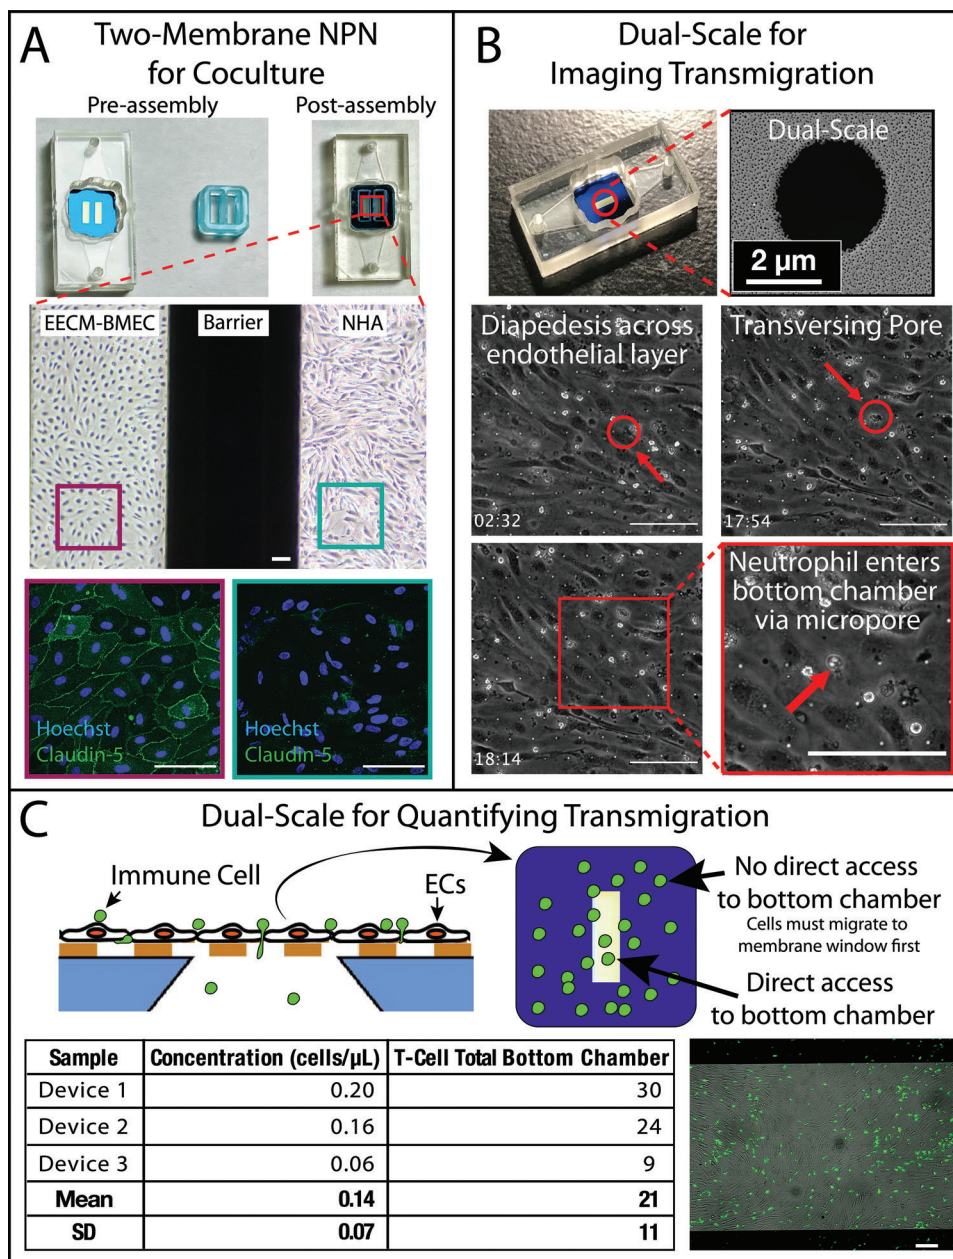 A
Two-Membrane NPN
for Coculture
Pre-assembly
Post-assembly
EECM-BMEC
Barrier
NHA
Hoechst
Claudin-5
Hoechst
Claudin-5
B
Dual-Scale for
Imaging Transmigration
Dual-Scale
2 µm
Diapedesis across
endothelial layer
02:32
Transversing Pore
17:54
18:14
Neutrophil enters
bottom chamber
via micropore
C
Dual-Scale for Quantifying Transmigration
Immune Cell
ECs
No direct access
to bottom chamber
Cells must migrate to
membrane window first
Direct access
to bottom chamber
Sample Concentration (cells/µL) T-Cell Total Bottom Chamber
Device 1 0.20 30
Device 2 0.16 24
Device 3 0.06 9
Mean 0.14 21
SD 0.07 11